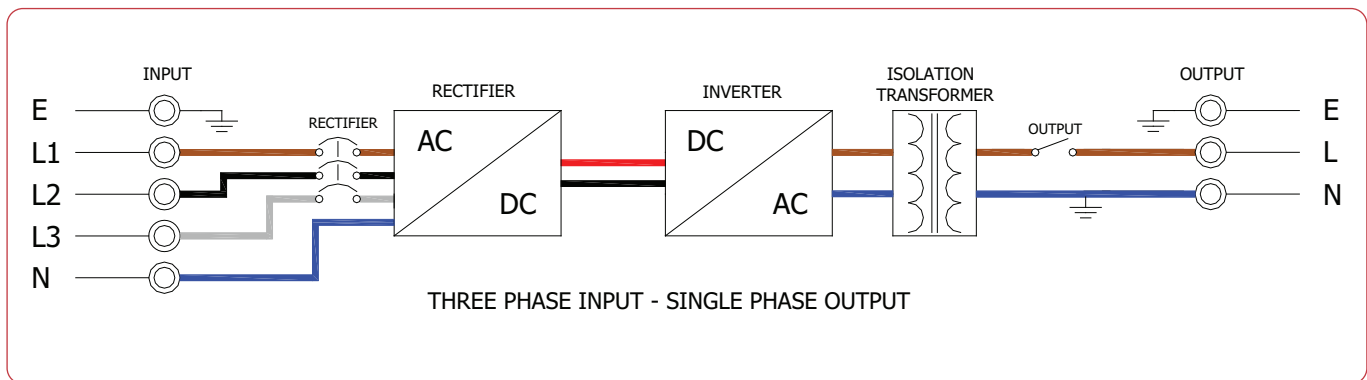 INPUT
E
L1
L2
L3
N
RECTIFIER
RECTIFIER
AC
DC
INVERTER
DC
AC
ISOLATION
TRANSFORMER
OUTPUT
OUTPUT
E
L
N
THREE PHASE INPUT - SINGLE PHASE OUTPUT